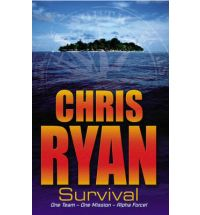 CHRIS
RYAN
Survival
One Team - One Mission - Alpha Force!